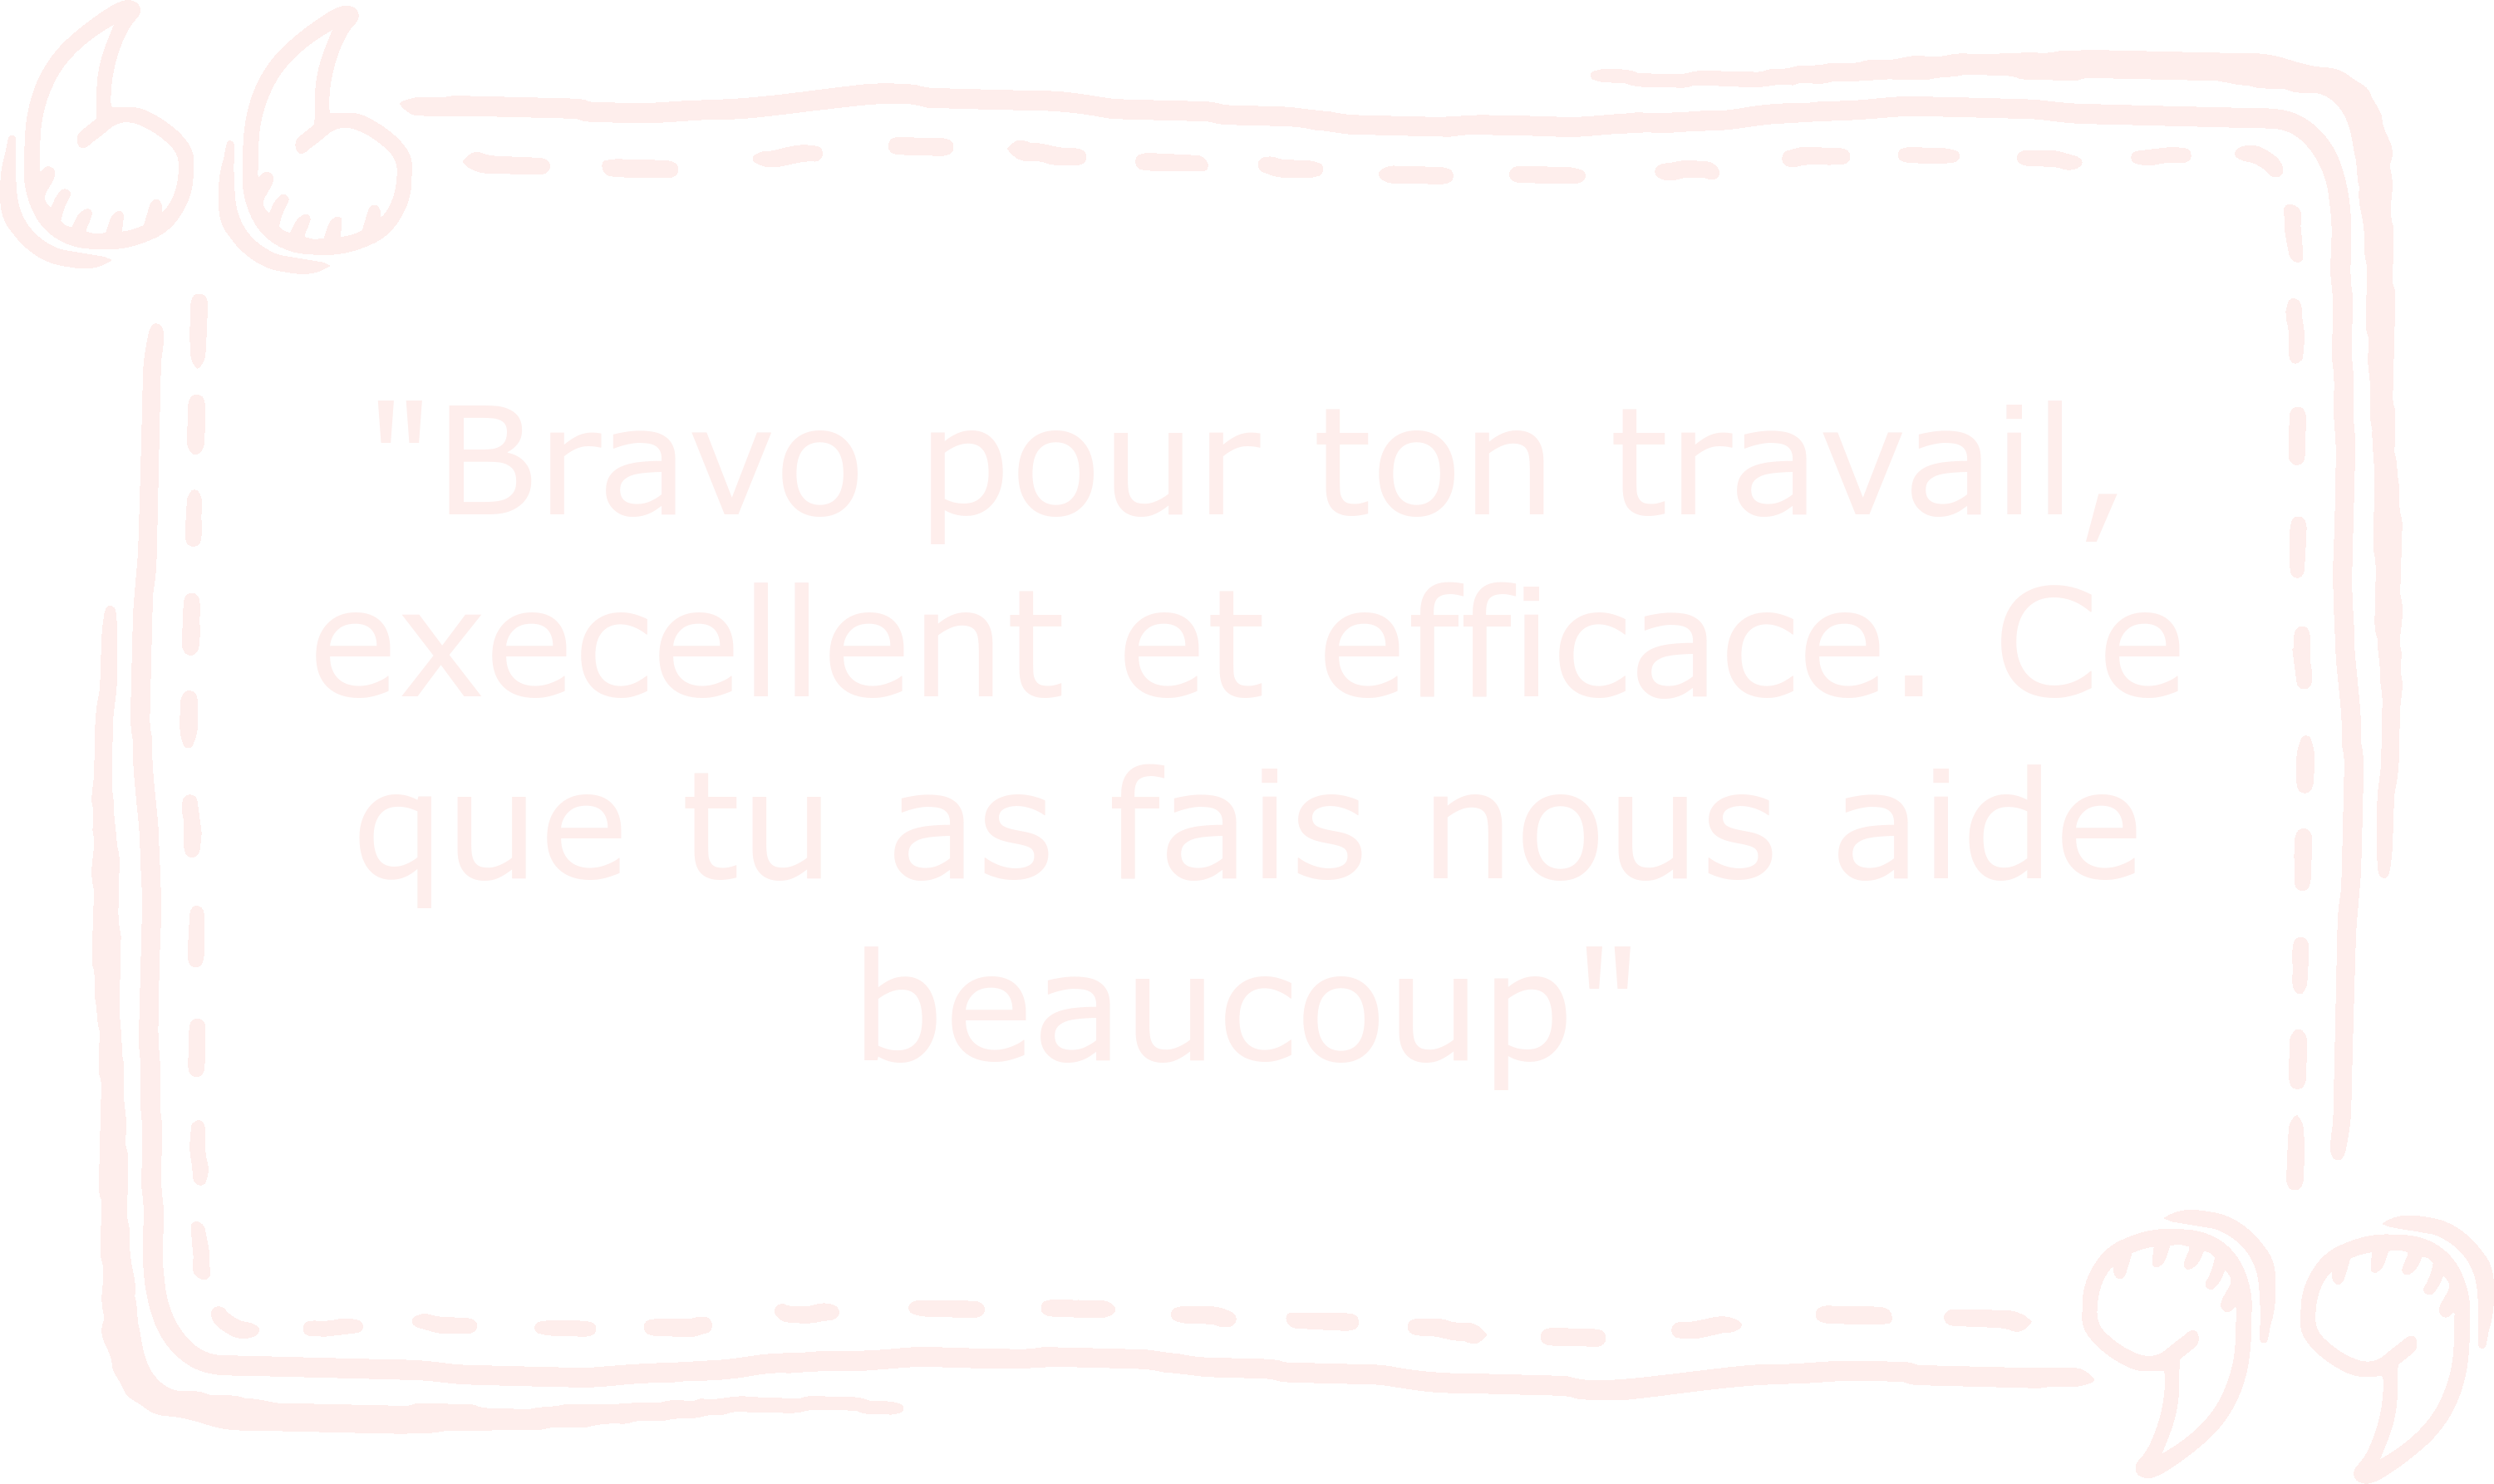 "Bravo pour ton travail,
execellent et efficace. Ce
que tu as fais nous aide
beaucoup"